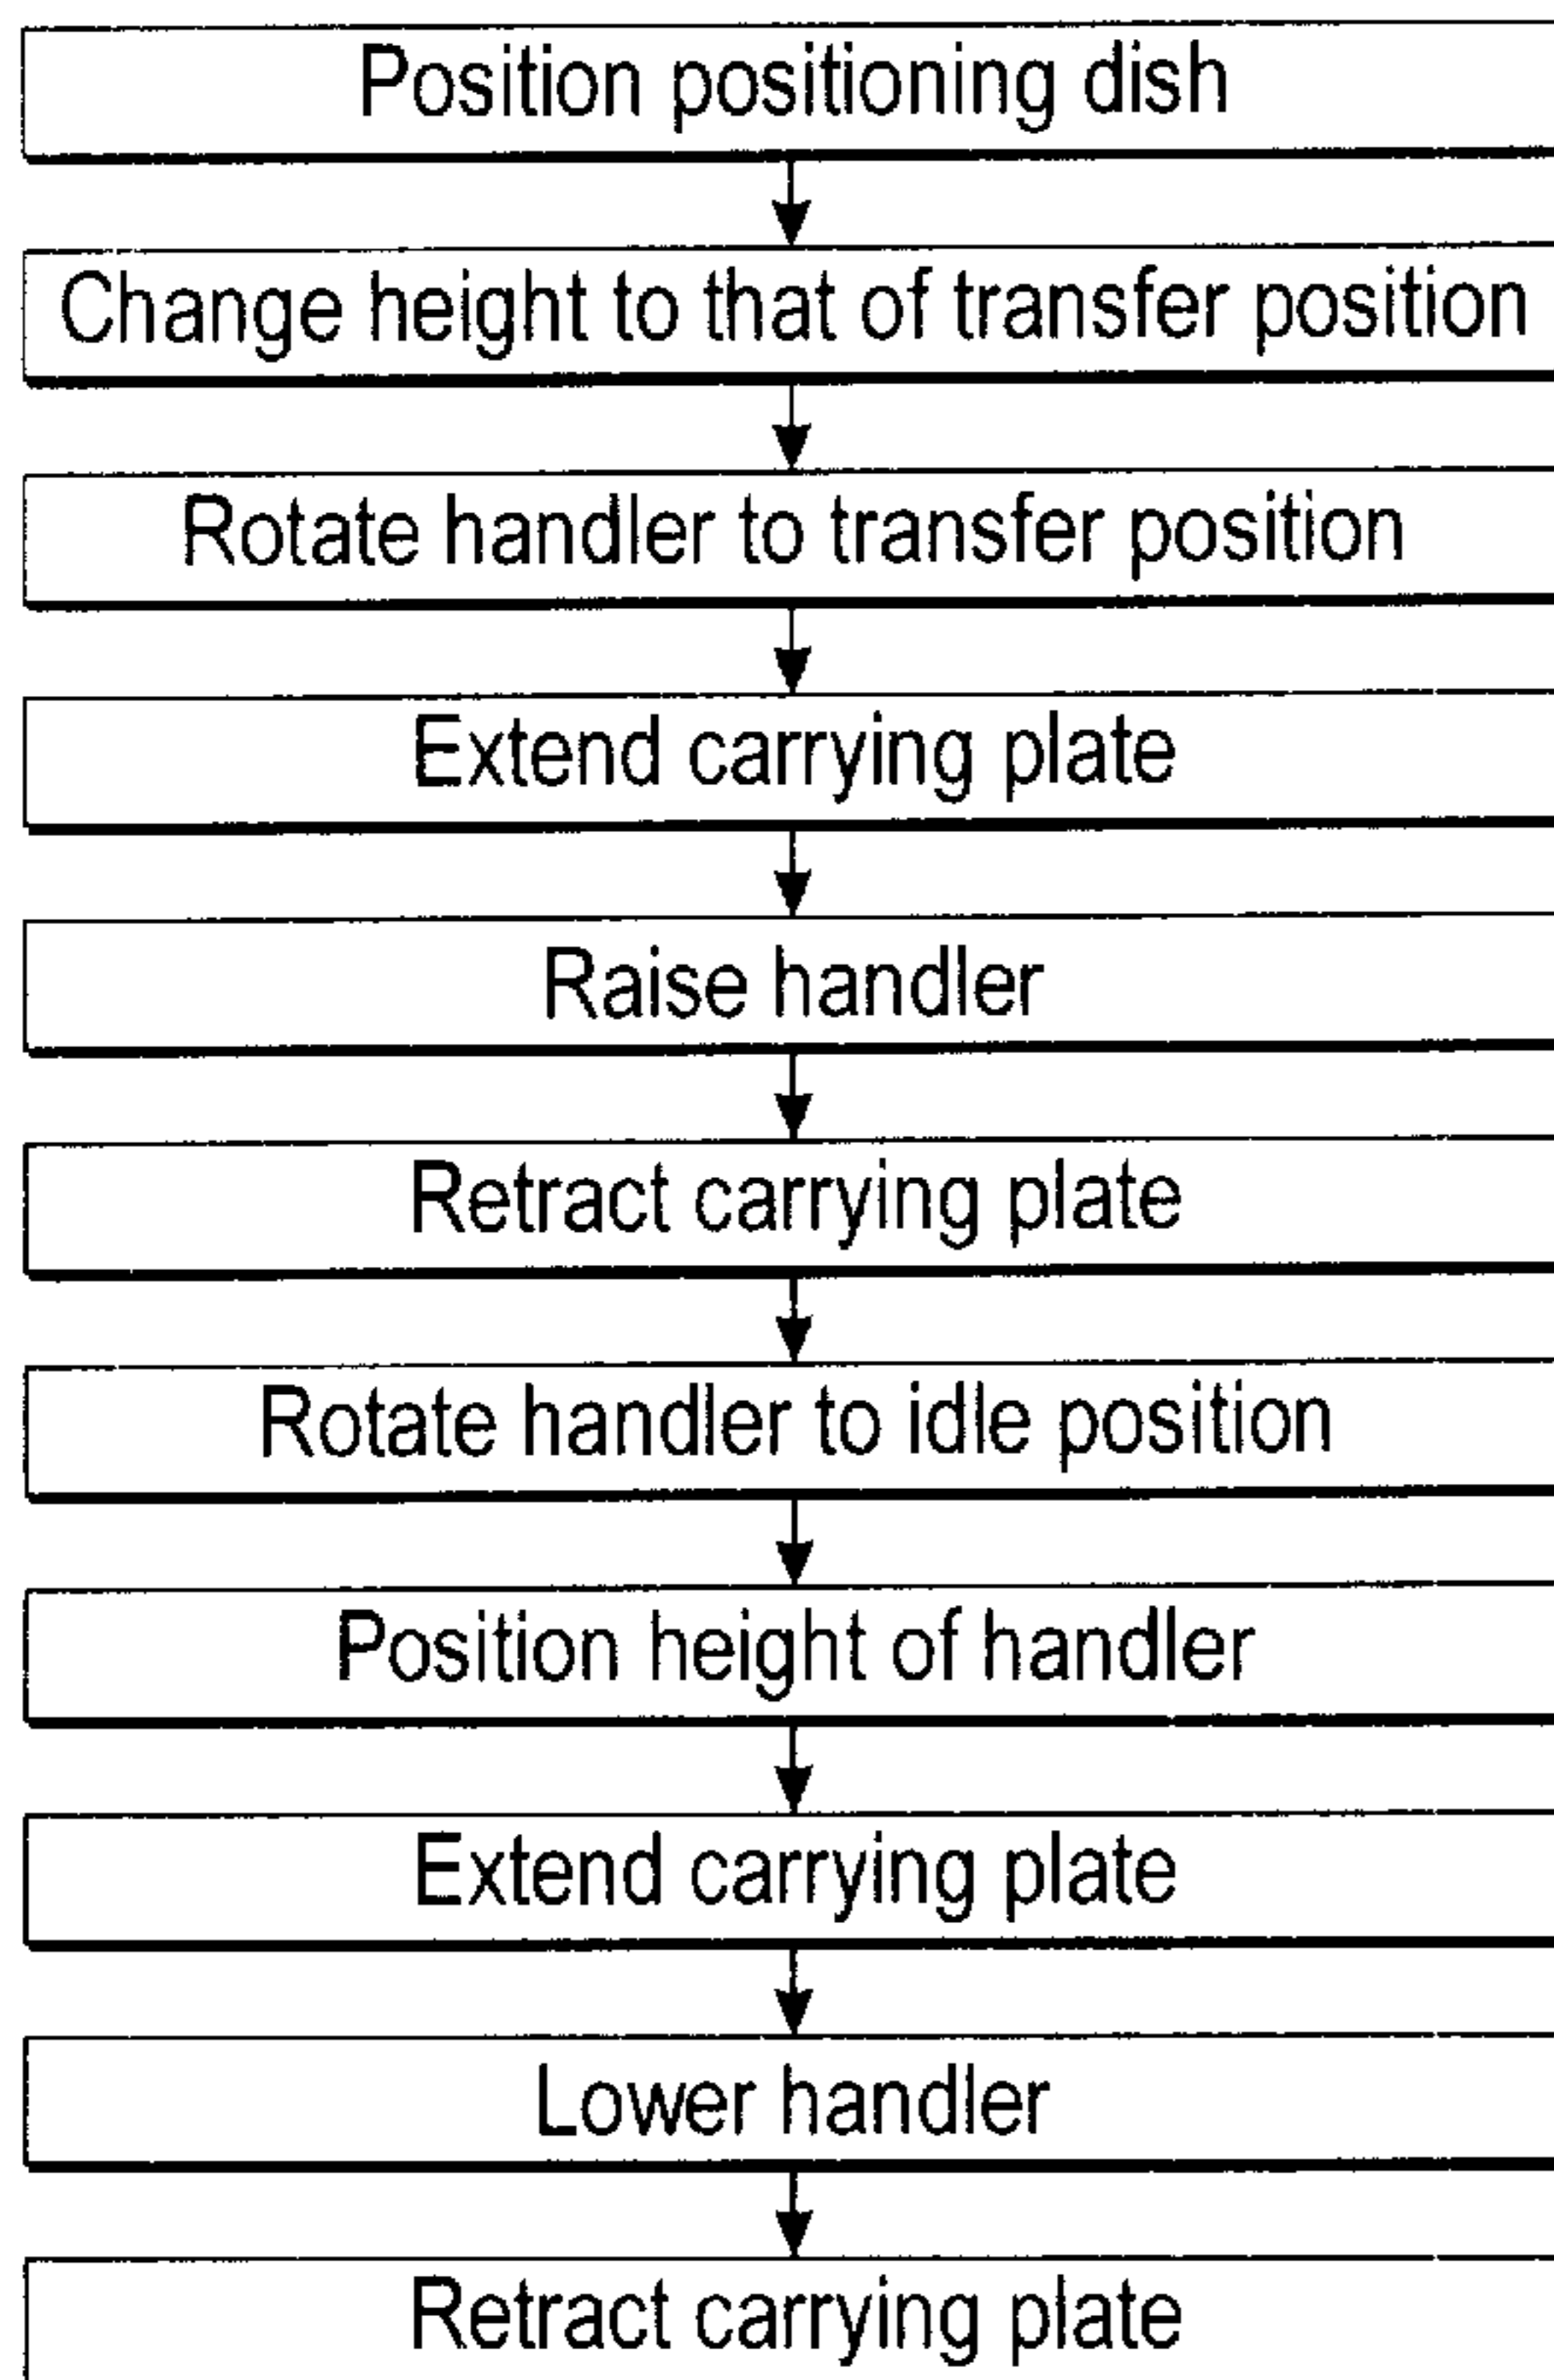 Position positioning dish
Change height to that of transfer position
Rotate handler to transfer position
Extend carrying plate
Raise handler
Retract carrying plate
Rotate handler to idle position
Position height of handler
Extend carrying plate
Lower handler
Retract carrying plate